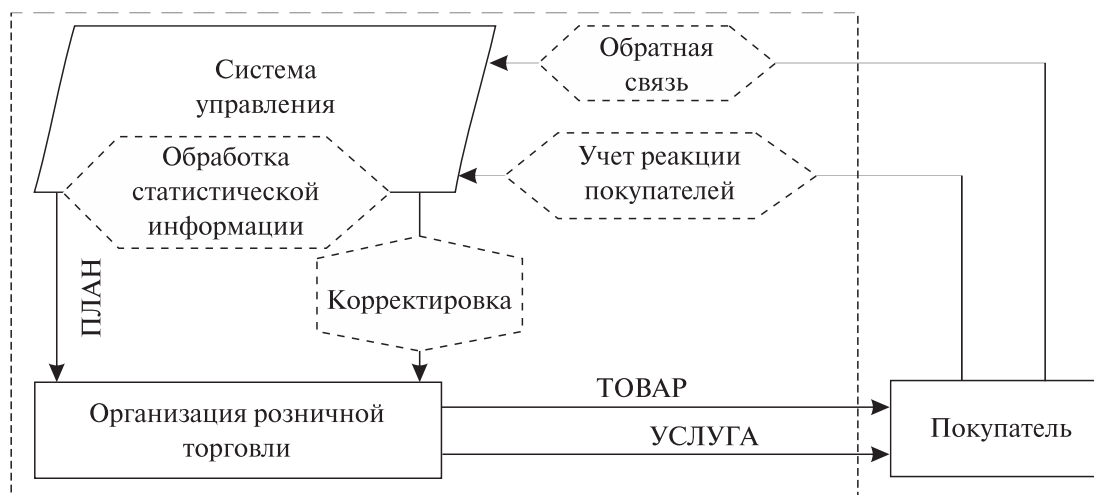 Обратная
связь
Система
управления
Учет реакции
покупателей
Обработка
статистической
информации
ПЛАН
Корректировка
ТОВАР
Организация розничной
торговли
УСЛУГА
Покупатель